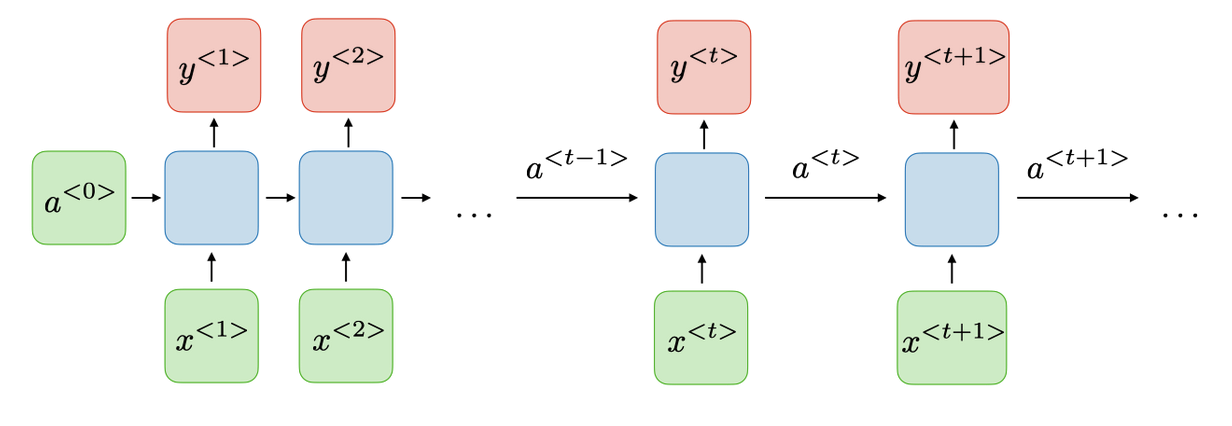 y<1> y<2> y<t> y<t+1>
a<0> ... a<t−1> a<t> a<t+1> ...
x<1> x<2> x<t> x<t+1>